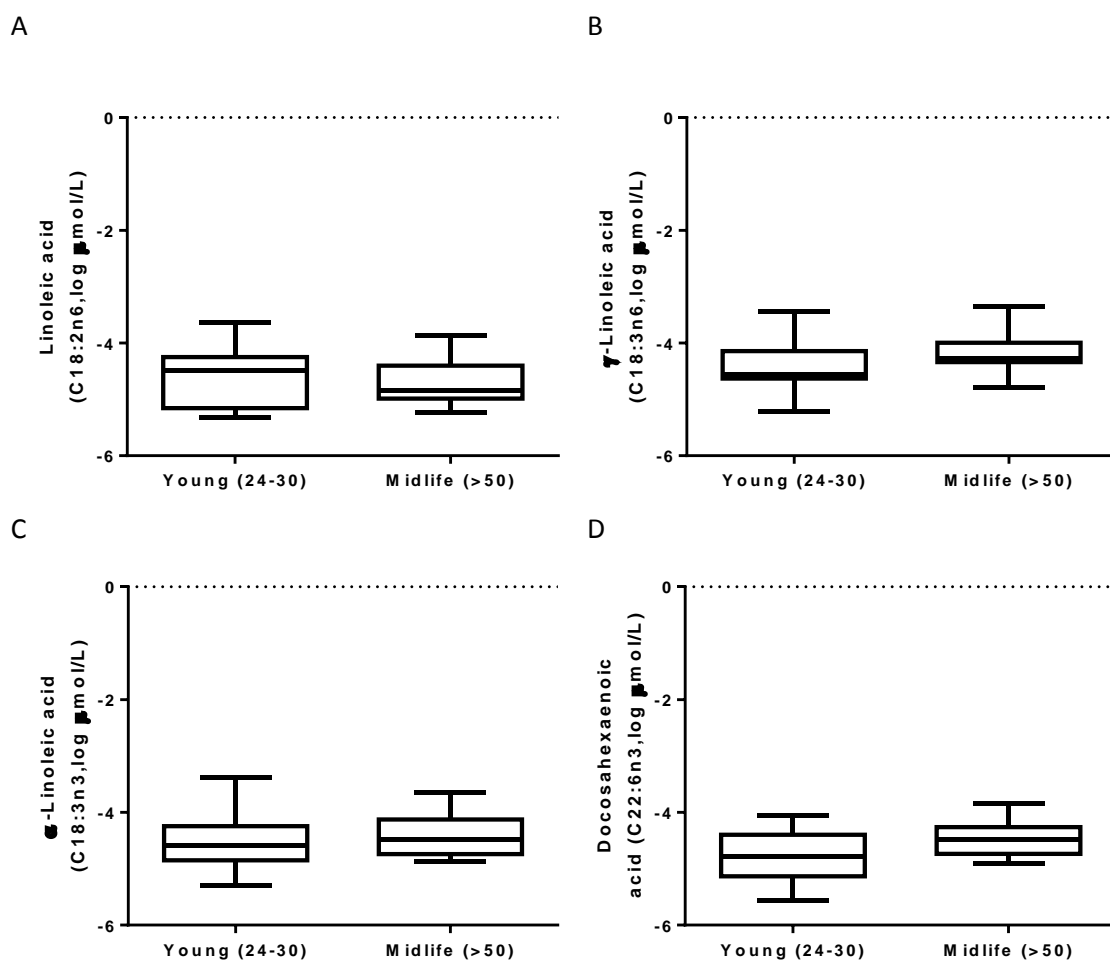 A
B
0
-2
-4
-6
Linoleic acid
(C18:2n6,log μmol/L)
Young (24-30)
Midlife (>50)
0
-2
-4
-6
γ-Linoleic acid
(C18:3n6,log μmol/L)
Young (24-30)
Midlife (>50)
C
D
0
-2
-4
-6
α-Linoleic acid
(C18:3n3,log μmol/L)
Young (24-30)
Midlife (>50)
0
-2
-4
-6
Docosahexaenoic
acid (C22:6n3,log μmol/L)
Young (24-30)
Midlife (>50)